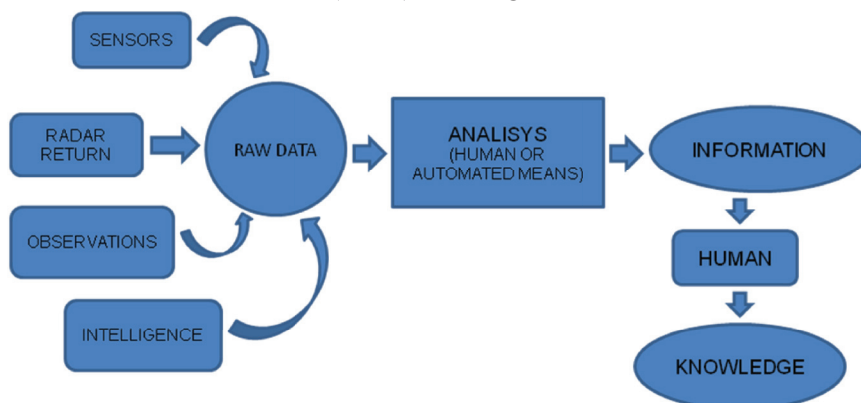 SENSORS
RADAR
RETURN
OBSERVATIONS
INTELLIGENCE
RAW DATA
ANALISYS
(HUMAN OR
AUTOMATED MEANS)
INFORMATION
HUMAN
KNOWLEDGE